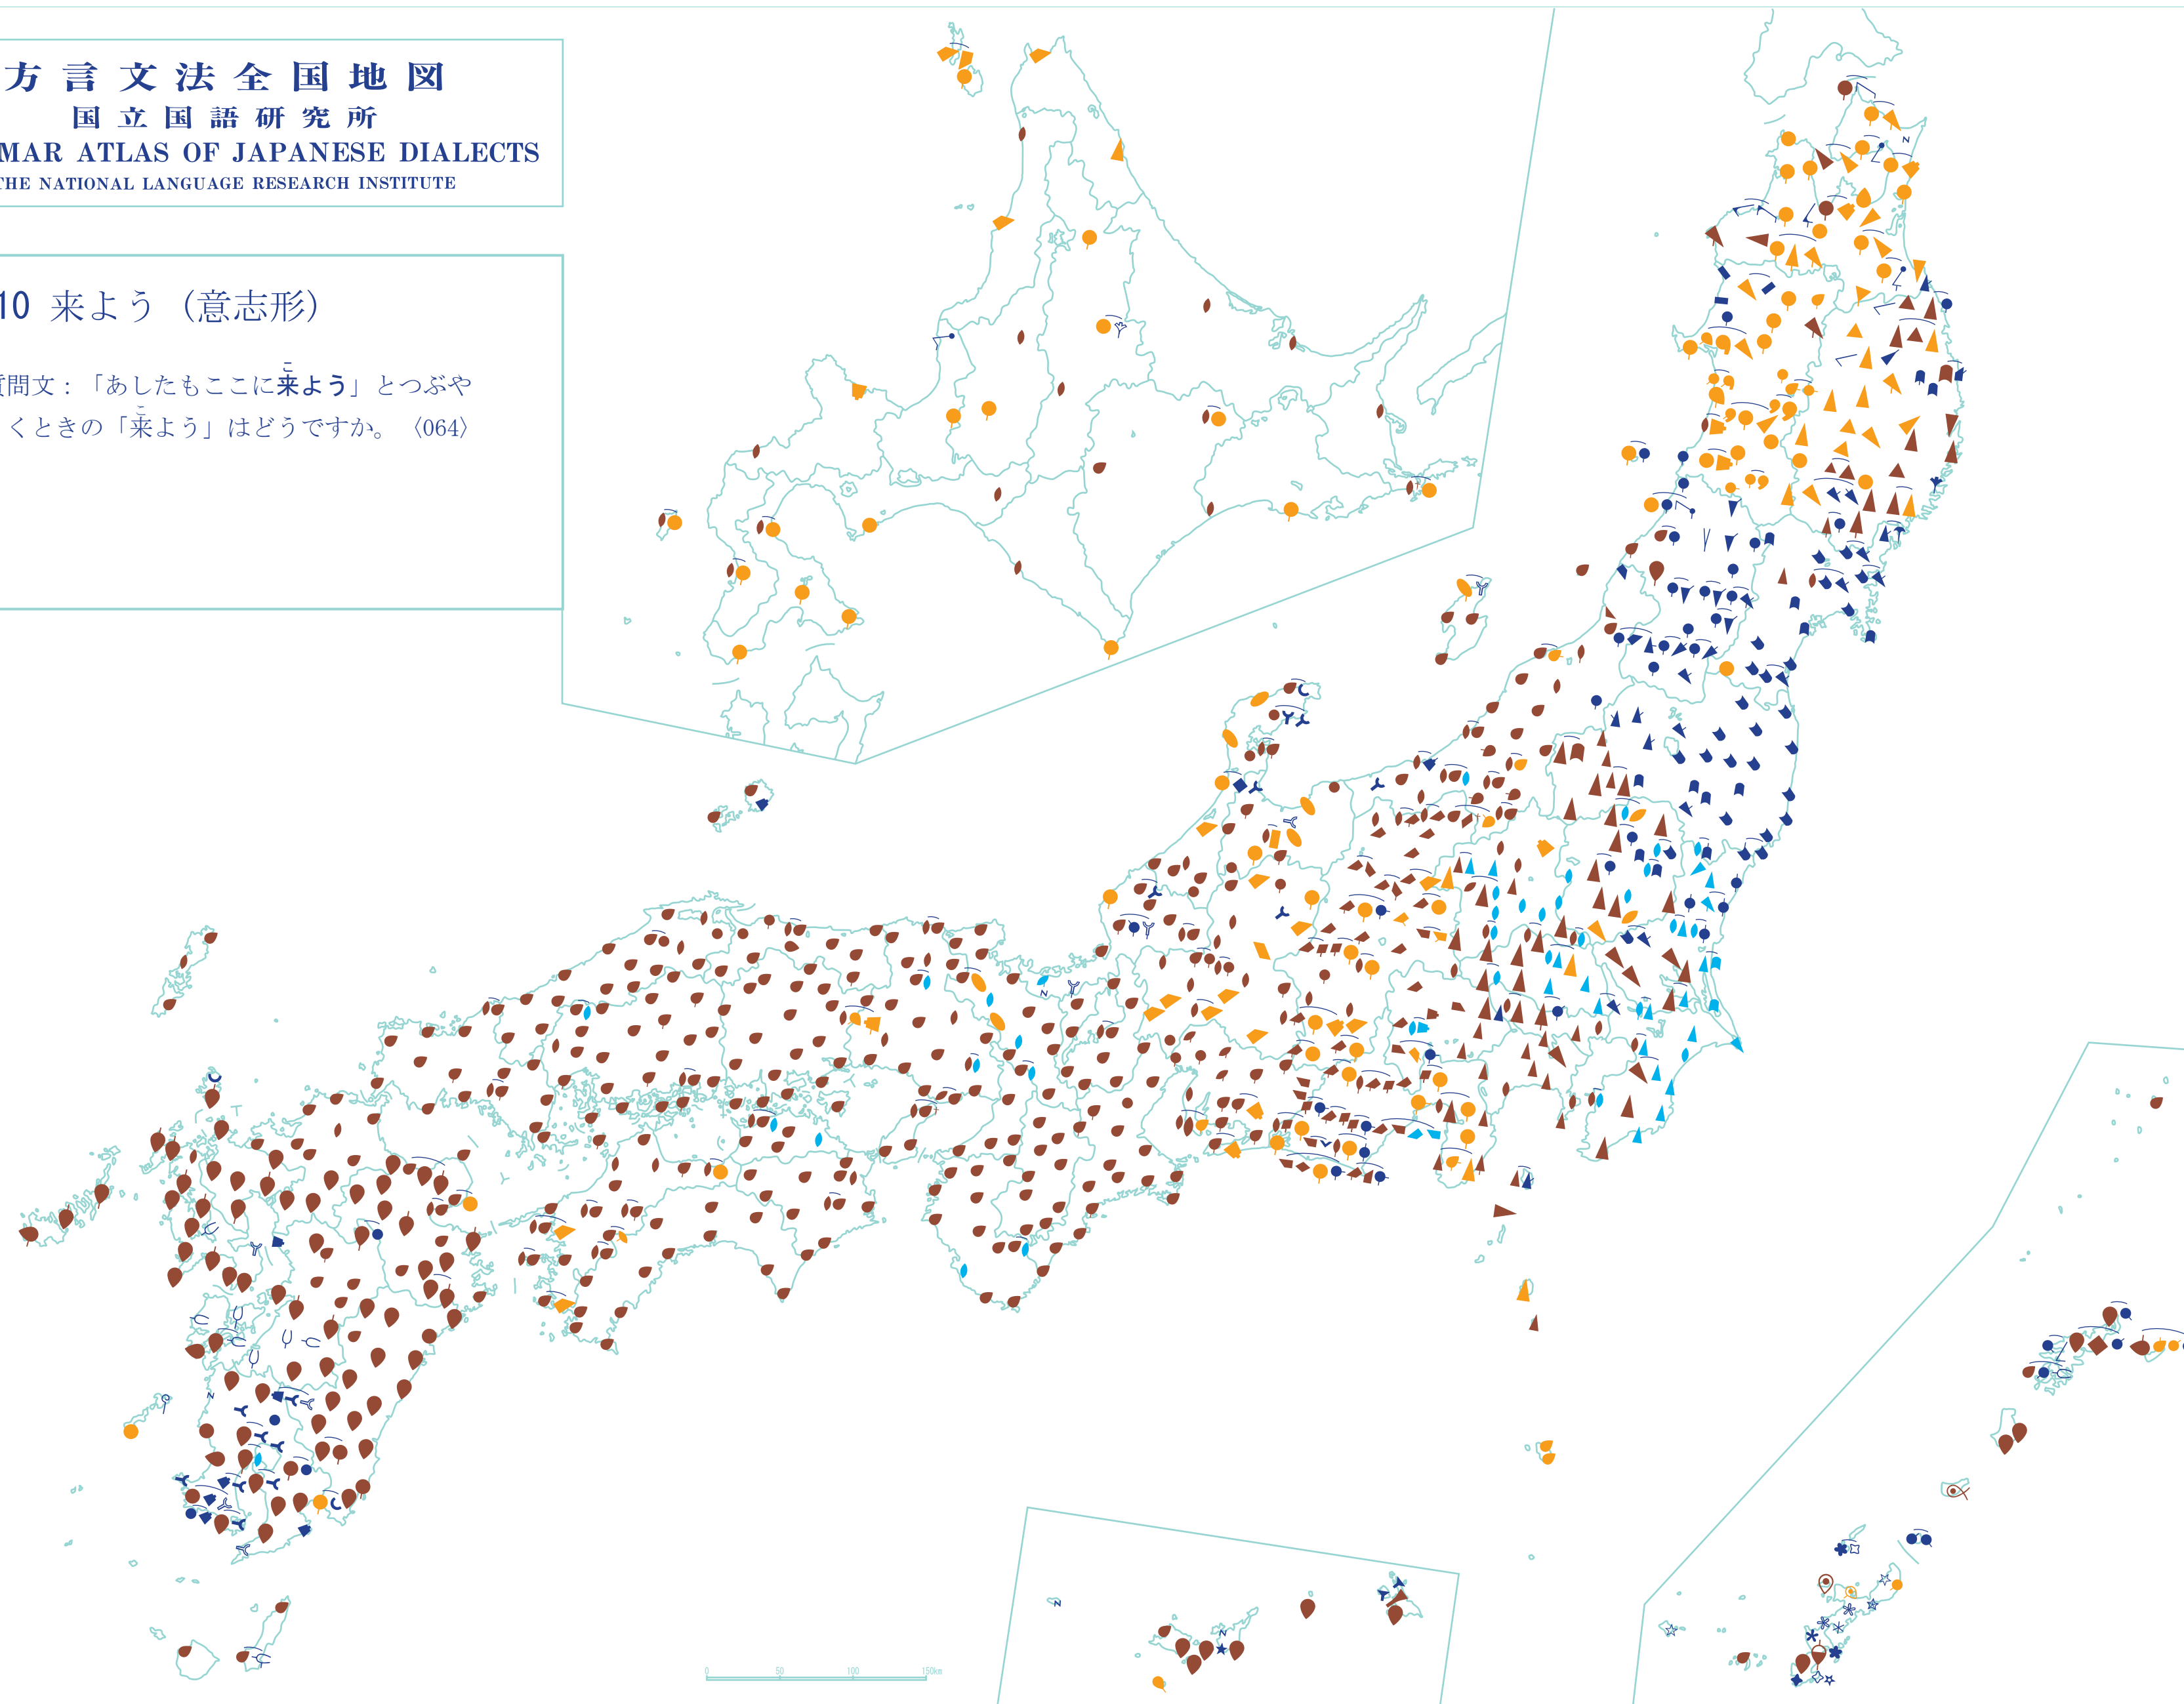 方言文法全国地図
国立国語研究所
MAR ATLAS OF JAPANESE DIALECTS
THE NATIONAL LANGUAGE RESEARCH INSTITUTE
10 来よう（意志形）
こ
質問文：「あしたもここに来よう」とつぶや
こ
くときの「来よう」はどうですか。〈064〉
0 50 100 150km